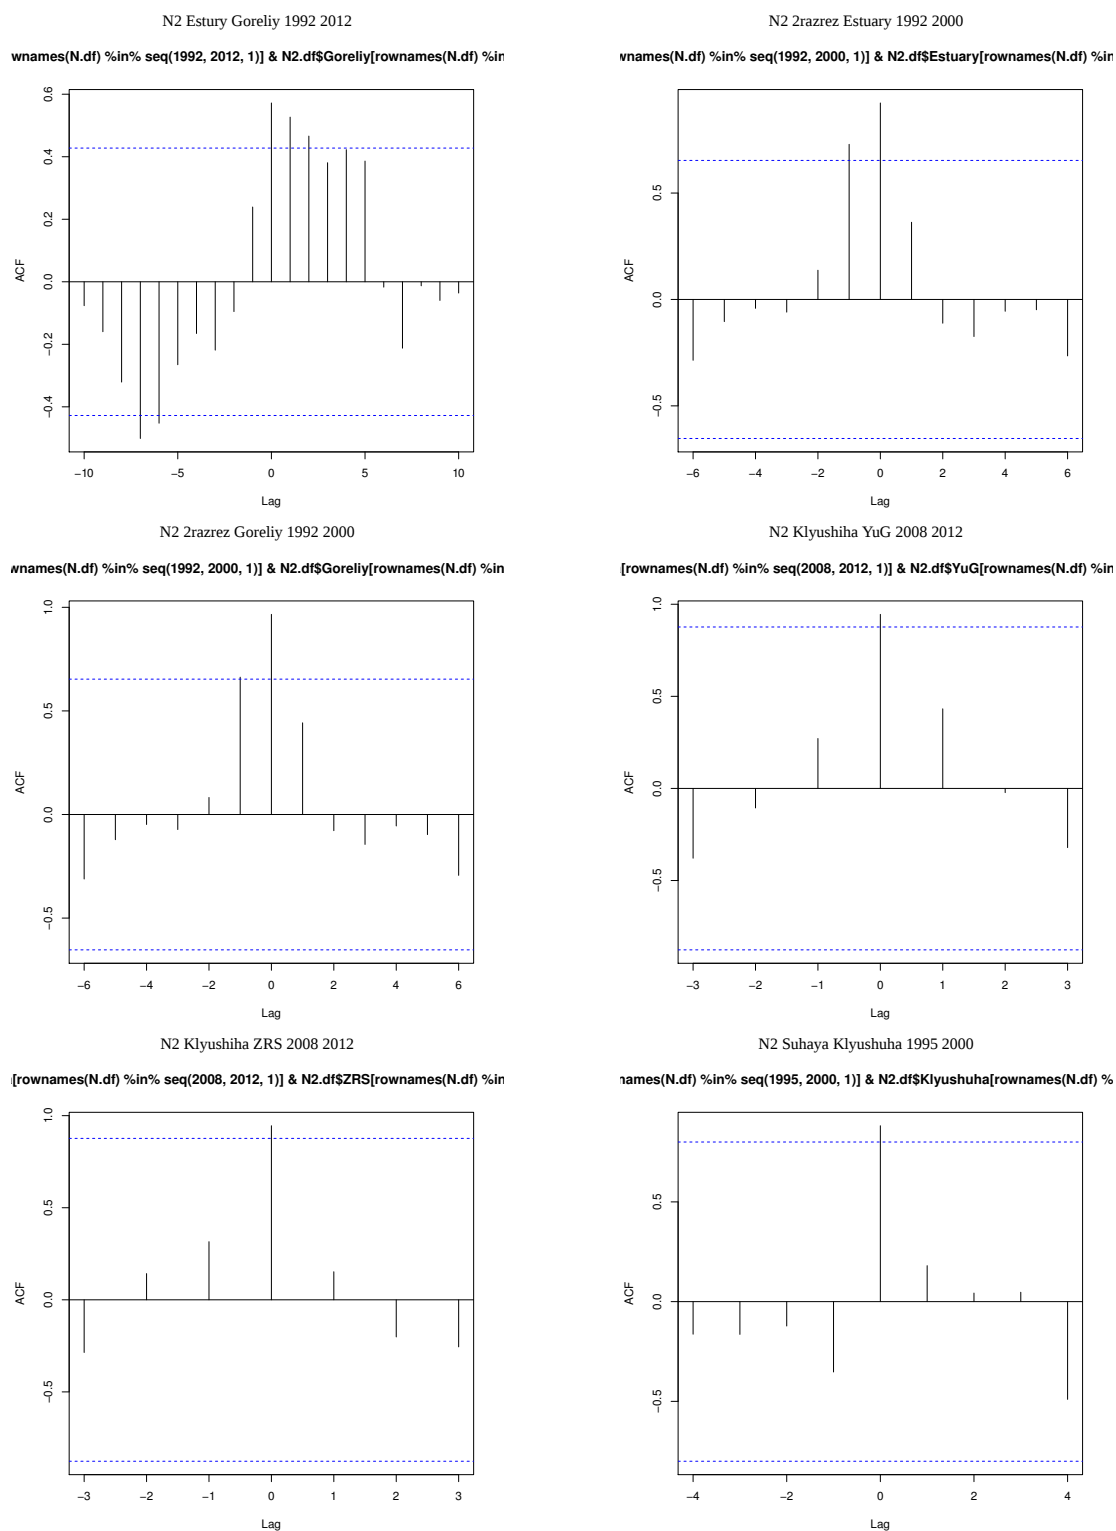 N2 Estury Goreliy 1992 2012
wnames(N.df) %in% seq(1992, 2012, 1)] & N2.df$Goreliy[rownames(N.df) %in
0.6
0.4
0.2
0.0
−0.2
−0.4
ACF
−10 −5 0 5 10
Lag
N2 2razrez Estuary 1992 2000
wnames(N.df) %in% seq(1992, 2000, 1)] & N2.df$Estuary[rownames(N.df) %in
0.5
0.0
−0.5
ACF
−6 −4 −2 0 2 4 6
Lag
N2 2razrez Goreliy 1992 2000
wnames(N.df) %in% seq(1992, 2000, 1)] & N2.df$Goreliy[rownames(N.df) %in
1.0
0.5
0.0
−0.5
ACF
−6 −4 −2 0 2 4 6
Lag
N2 Klyushiha YuG 2008 2012
[rownames(N.df) %in% seq(2008, 2012, 1)] & N2.df$YuG[rownames(N.df) %in
1.0
0.5
0.0
−0.5
ACF
−3 −2 −1 0 1 2 3
Lag
N2 Klyushiha ZRS 2008 2012
[rownames(N.df) %in% seq(2008, 2012, 1)] & N2.df$ZRS[rownames(N.df) %in
1.0
0.5
0.0
−0.5
ACF
−3 −2 −1 0 1 2 3
Lag
N2 Suhaya Klyushuha 1995 2000
names(N.df) %in% seq(1995, 2000, 1)] & N2.df$Klyushuha[rownames(N.df) %
0.5
0.0
−0.5
ACF
−4 −2 0 2 4
Lag